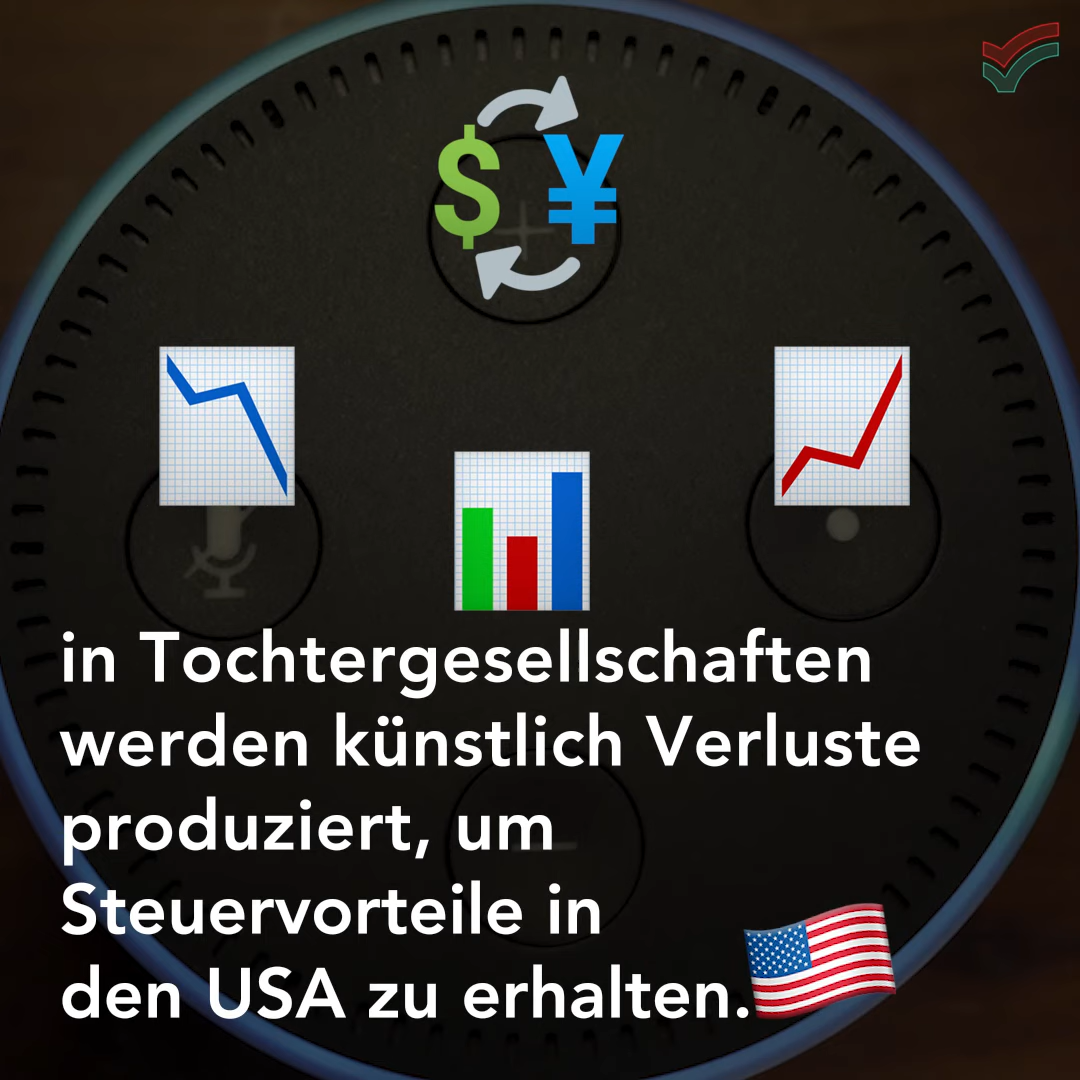 $ ¥
in Tochtergesellschaften
werden künstlich Verluste
produziert, um
Steuervorteile in
den USA zu erhalten.